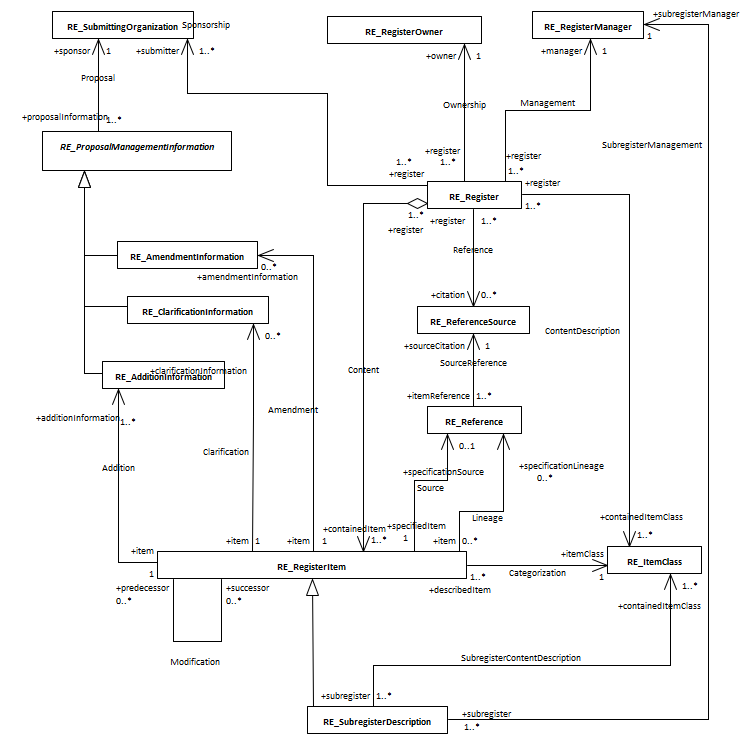 RE_SubmittingOrganization
Sponsorship
RE_RegisterOwner
RE_RegisterManager
+subregisterManager
1
+sponsor
1
+submitter
1..*
+owner
1
+manager
1
Proposal
Ownership
Management
+proposalInformation
1..*
SubregisterManagement
RE_ProposalManagementInformation
+register
1..*
1..*
+register
+register
1..*
+register
1..*
RE_Register
1..*
+register
+register
1..*
Reference
RE_AmendmentInformation
0..*
+amendmentInformation
+citation
0..*
RE_ClarificationInformation
0..*
RE_ReferenceSource
ContentDescription
+sourceCitation
1
SourceReference
Content
+clarificationInformation
RE_AdditionInformation
+itemReference
1..*
Amendment
+additionInformation
1..*
RE_Reference
0..1
Clarification
Addition
+specificationSource
Source
+specificationLineage
0..*
Lineage
+containedItemClass
1..*
+containedItem
1..*
+specifiedItem
1
+item
0..*
+item
1
+item
1
+item
1
RE_RegisterItem
+itemClass
1
RE_ItemClass
Categorization
1..*
+describedItem
+predecessor
0..*
+successor
0..*
1..*
+containedItemClass
Modification
SubregisterContentDescription
+subregister
1..*
RE_SubregisterDescription
+subregister
1..*